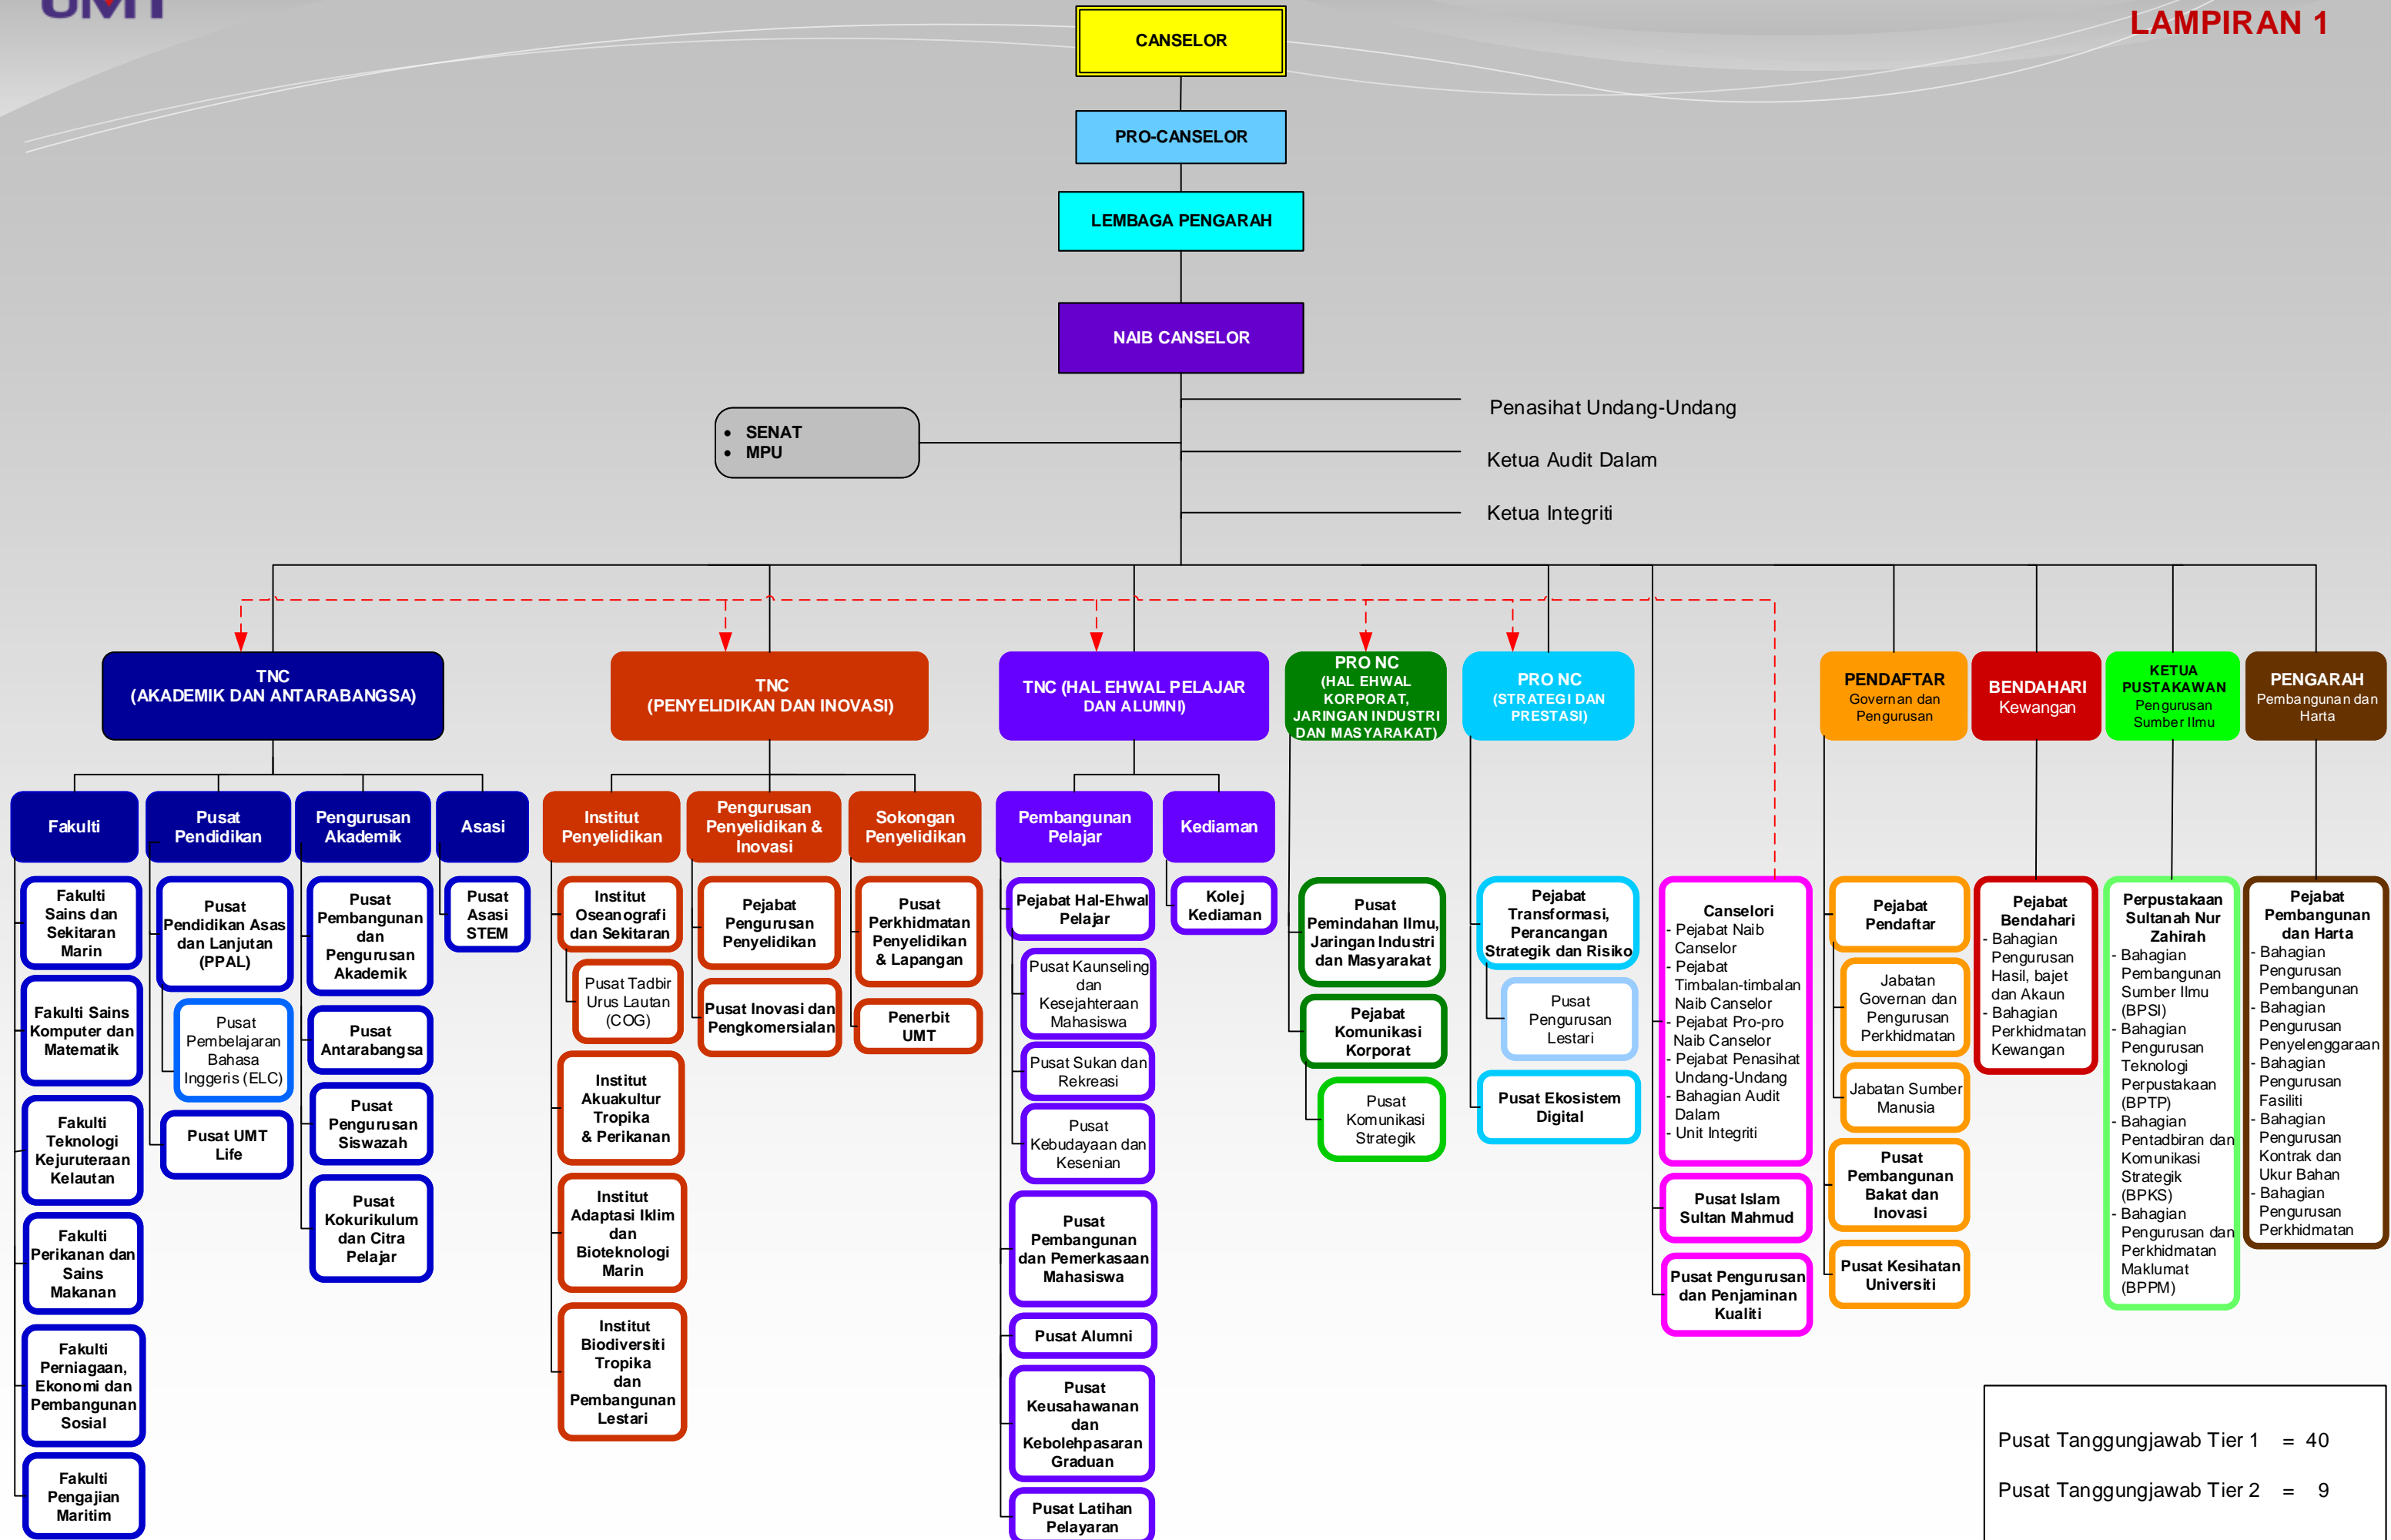 UMT
LAMPIRAN 1
CANSELOR
PRO-CANSELOR
LEMBAGA PENGARAH
NAIB CANSELOR
• SENAT
• MPU
Penasihat Undang-Undang
Ketua Audit Dalam
Ketua Integriti
TNC
(AKADEMIK DAN ANTARABANGSA)
TNC
(PENYELIDIKAN DAN INOVASI)
TNC (HAL EHWAL PELAJAR
DAN ALUMNI)
PRO NC
(HAL EHWAL
KORPORAT,
JARINGAN INDUSTRI
DAN MASYARAKAT)
PRO NC
(STRATEGI DAN
PRESTASI)
PENDAFTAR
Governan dan
Pengurusan
BENDAHARI
Kewangan
KETUA
PUSTAKAWAN
Pengurusan
Sumber Ilmu
PENGARAH
Pembangunan dan
Harta
Fakulti
Pusat
Pendidikan
Pengurusan
Akademik
Asasi
Institut
Penyelidikan
Pengurusan
Penyelidikan &
Inovasi
Sokongan
Penyelidikan
Pembangunan
Pelajar
Kediaman
Fakulti
Sains dan
Sekitaran
Marin
Fakulti Sains
Komputer dan
Matematik
Fakulti
Teknologi
Kejuruteraan
Kelautan
Fakulti
Perikanan dan
Sains
Makanan
Fakulti
Perniagaan,
Ekonomi dan
Pembangunan
Sosial
Fakulti
Pengajian
Maritim
Pusat
Pendidikan Asas
dan Lanjutan
(PPAL)
Pusat
Pembelajaran
Bahasa
Inggeris (ELC)
Pusat UMT
Life
Pusat
Pembangunan
dan
Pengurusan
Akademik
Pusat
Antarabangsa
Pusat
Pengurusan
Siswazah
Pusat
Kokurikulum
dan Citra
Pelajar
Pusat
Asasi
STEM
Institut
Oseanografi
dan Sekitaran
Pusat Tadbir
Urus Lautan
(COG)
Institut
Akuakultur
Tropika
& Perikanan
Institut
Adaptasi Iklim
dan
Bioteknologi
Marin
Institut
Biodiversiti
Tropika
dan
Pembangunan
Lestari
Pejabat
Pengurusan
Penyelidikan
Pusat Inovasi dan
Pengkomersialan
Pusat
Perkhidmatan
Penyelidikan
& Lapangan
Penerbit
UMT
Pejabat Hal-Ehwal
Pelajar
Pusat Kaunseling
dan
Kesejahteraan
Mahasiswa
Pusat Sukan dan
Rekreasi
Pusat
Kebudayaan dan
Kesenian
Pusat
Pembangunan
dan Pemerkasaan
Mahasiswa
Pusat Alumni
Pusat
Keusahawanan
dan
Kebolehpasaran
Graduan
Pusat Latihan
Pelayaran
Kolej
Kediaman
Pusat
Pemindahan Ilmu,
Jaringan Industri
dan Masyarakat
Pejabat
Komunikasi
Korporat
Pusat
Komunikasi
Strategik
Pejabat
Transformasi,
Perancangan
Strategik dan Risiko
Pusat
Pengurusan
Lestari
Pusat Ekosistem
Digital
Canselori
- Pejabat Naib
Canselor
- Pejabat
Timbalan-timbalan
Naib Canselor
- Pejabat Pro-pro
Naib Canselor
- Pejabat Penasihat
Undang-Undang
- Bahagian Audit
Dalam
- Unit Integriti
Pusat Islam
Sultan Mahmud
Pusat Pengurusan
dan Penjaminan
Kualiti
Pejabat
Pendaftar
Jabatan
Governan dan
Pengurusan
Perkhidmatan
Jabatan Sumber
Manusia
Pusat
Pembangunan
Bakat dan
Inovasi
Pusat Kesihatan
Universiti
Pejabat
Bendahari
- Bahagian
Pengurusan
Hasil, bajet
dan Akaun
- Bahagian
Perkhidmatan
Kewangan
Perpustakaan
Sultanah Nur
Zahirah
- Bahagian
Pembangunan
Sumber Ilmu
(BPSI)
- Bahagian
Pengurusan
Teknologi
Perpustakaan
(BPTP)
- Bahagian
Pentadbiran dan
Komunikasi
Strategik
(BPKS)
- Bahagian
Pengurusan dan
Perkhidmatan
Maklumat
(BPPM)
Pejabat
Pembangunan
dan Harta
- Bahagian
Pengurusan
Pembangunan
- Bahagian
Pengurusan
Penyelenggaraan
- Bahagian
Pengurusan
Fasiliti
- Bahagian
Pengurusan
Kontrak dan
Ukur Bahan
- Bahagian
Pengurusan
Perkhidmatan
Pusat Tanggungjawab Tier 1 = 40
Pusat Tanggungjawab Tier 2 = 9